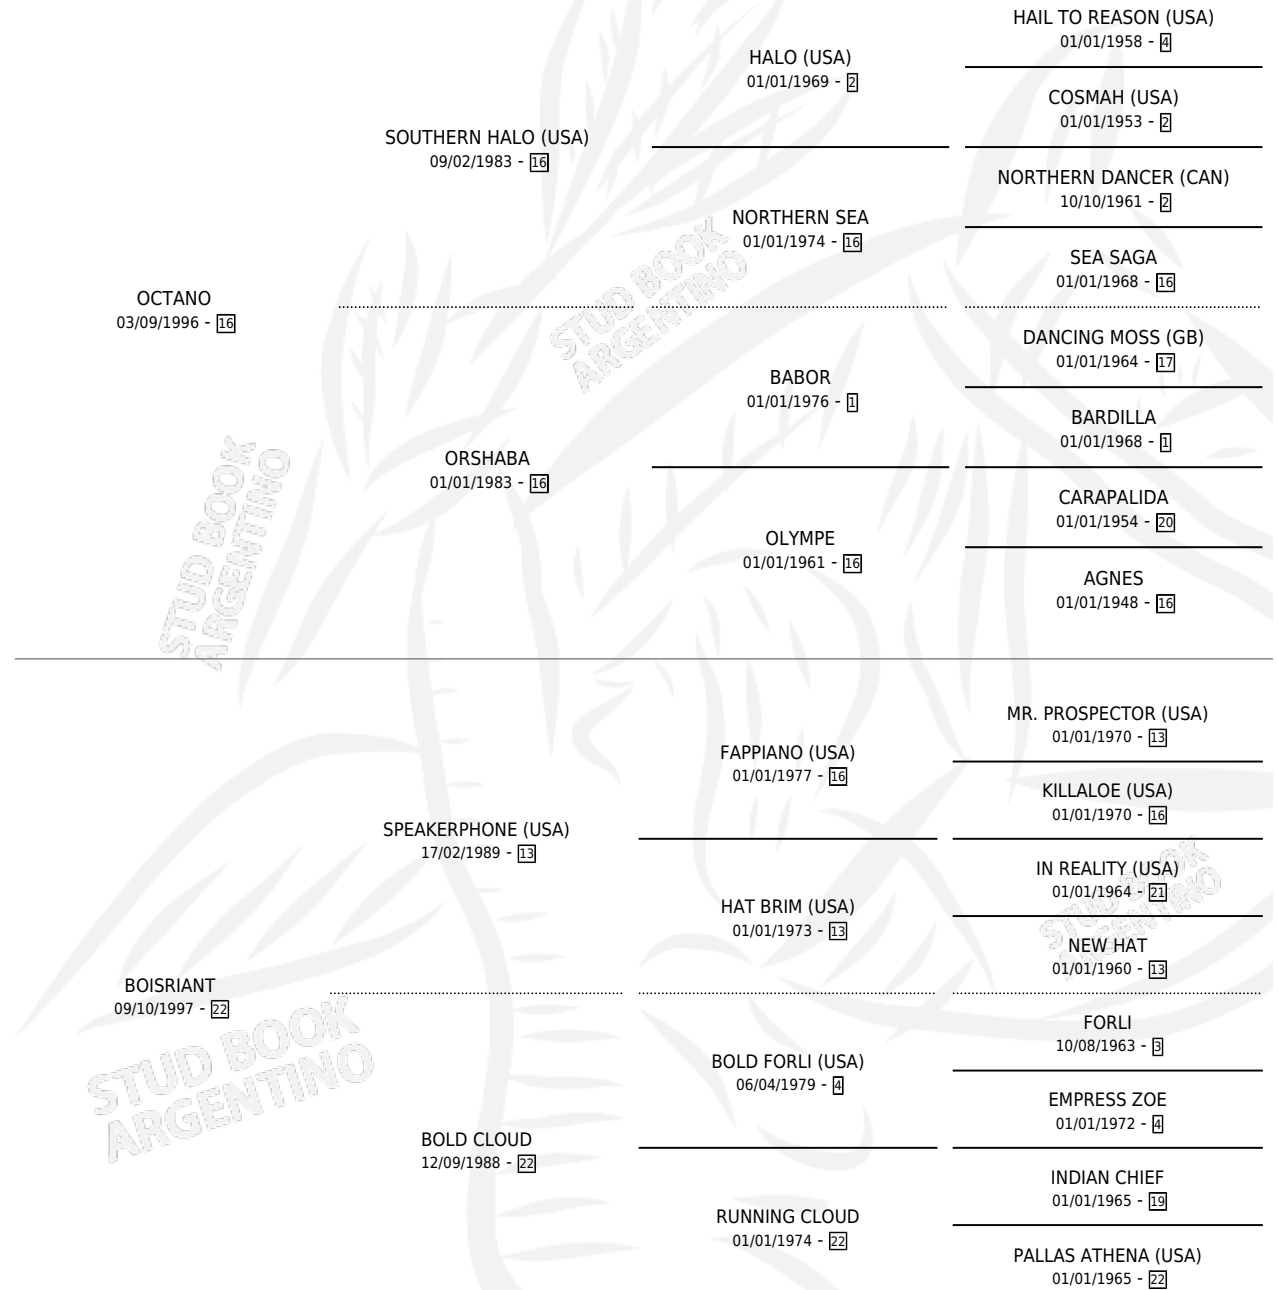 HAIL TO REASON (USA)
01/01/1958 - 4
HALO (USA)
01/01/1969 - 2
COSMAH (USA)
01/01/1953 - 2
SOUTHERN HALO (USA)
09/02/1983 - 16
NORTHERN DANCER (CAN)
10/10/1961 - 2
NORTHERN SEA
01/01/1974 - 16
SEA SAGA
01/01/1968 - 16
STUD BOOK
ARGENTINO
OCTANO
03/09/1996 - 16
DANCING MOSS (GB)
01/01/1964 - 17
BABOR
01/01/1976 - 1
BARDILLA
01/01/1968 - 1
ORSHABA
01/01/1983 - 16
CARAPALIDA
01/01/1954 - 20
OLYMPE
01/01/1961 - 16
AGNES
01/01/1948 - 16
STUD BOOK
ARGENTINO
MR. PROSPECTOR (USA)
01/01/1970 - 13
FAPPIANO (USA)
01/01/1977 - 16
KILLALOE (USA)
01/01/1970 - 16
SPEAKERPHONE (USA)
17/02/1989 - 13
IN REALITY (USA)
01/01/1964 - 21
HAT BRIM (USA)
01/01/1973 - 13
STUD BOOK
ARGENTINO
NEW HAT
01/01/1960 - 13
BOISRIANT
09/10/1997 - 22
FORLI
10/08/1963 - 3
BOLD FORLI (USA)
06/04/1979 - 4
STUD BOOK
ARGENTINO
EMPRESS ZOE
01/01/1972 - 4
BOLD CLOUD
12/09/1988 - 22
INDIAN CHIEF
01/01/1965 - 19
RUNNING CLOUD
01/01/1974 - 22
PALLAS ATHENA (USA)
01/01/1965 - 22